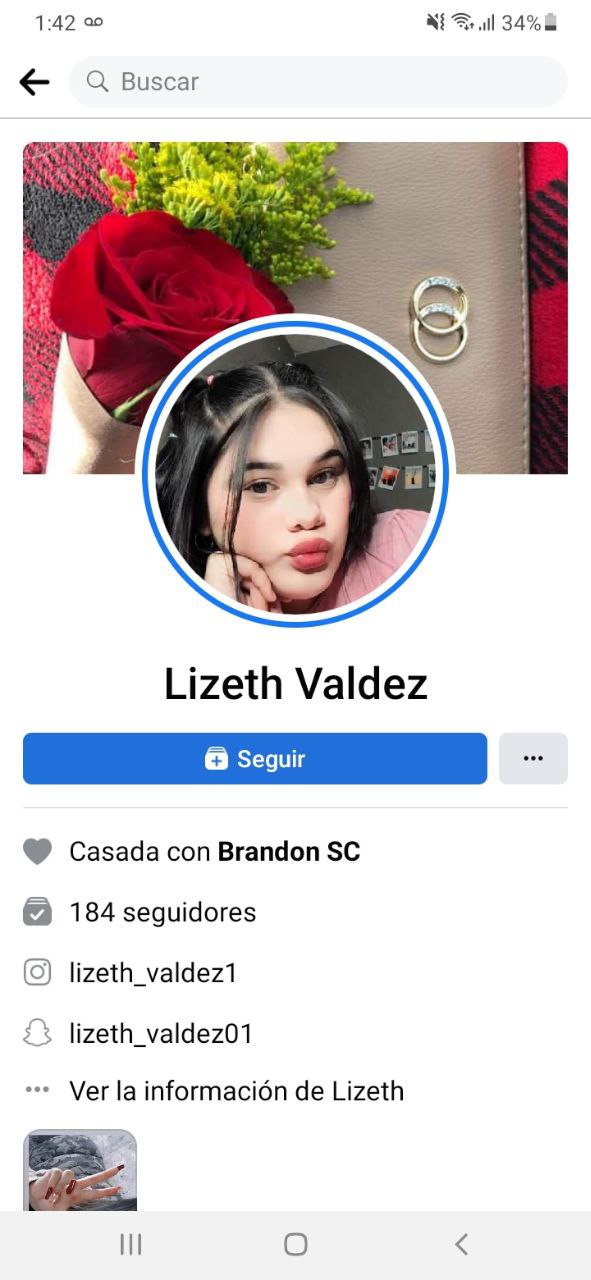 1:42
34%
Buscar
Lizeth Valdez
Seguir
Casada con Brandon SC
184 seguidores
lizeth_valdez1
lizeth_valdez01
Ver la información de Lizeth